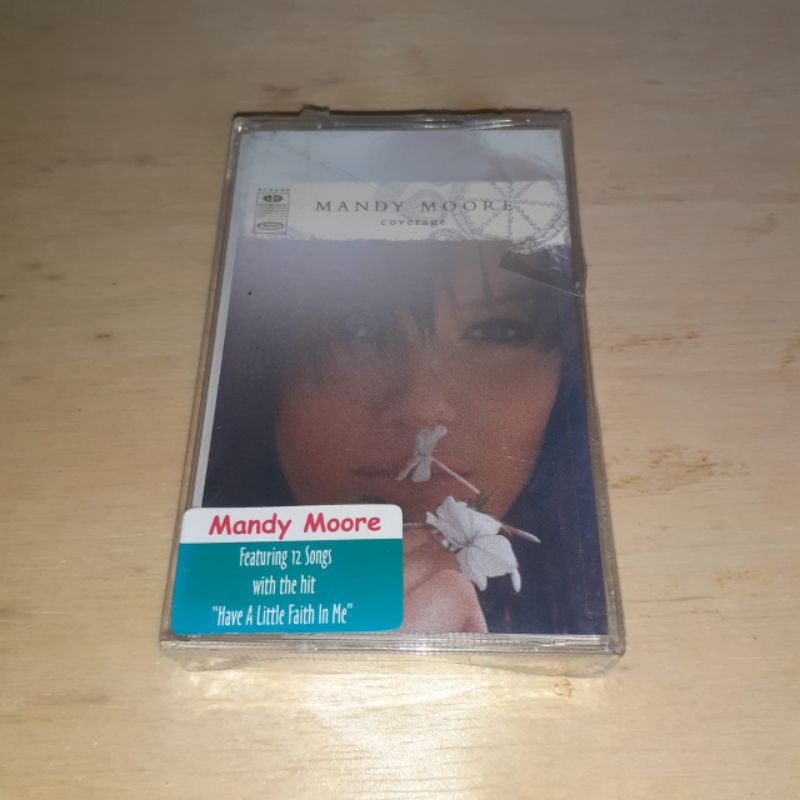 MANDY MOORE
coverage
Mandy Moore
Featuring 12 Songs
with the hit
"Have A Little Faith In Me"